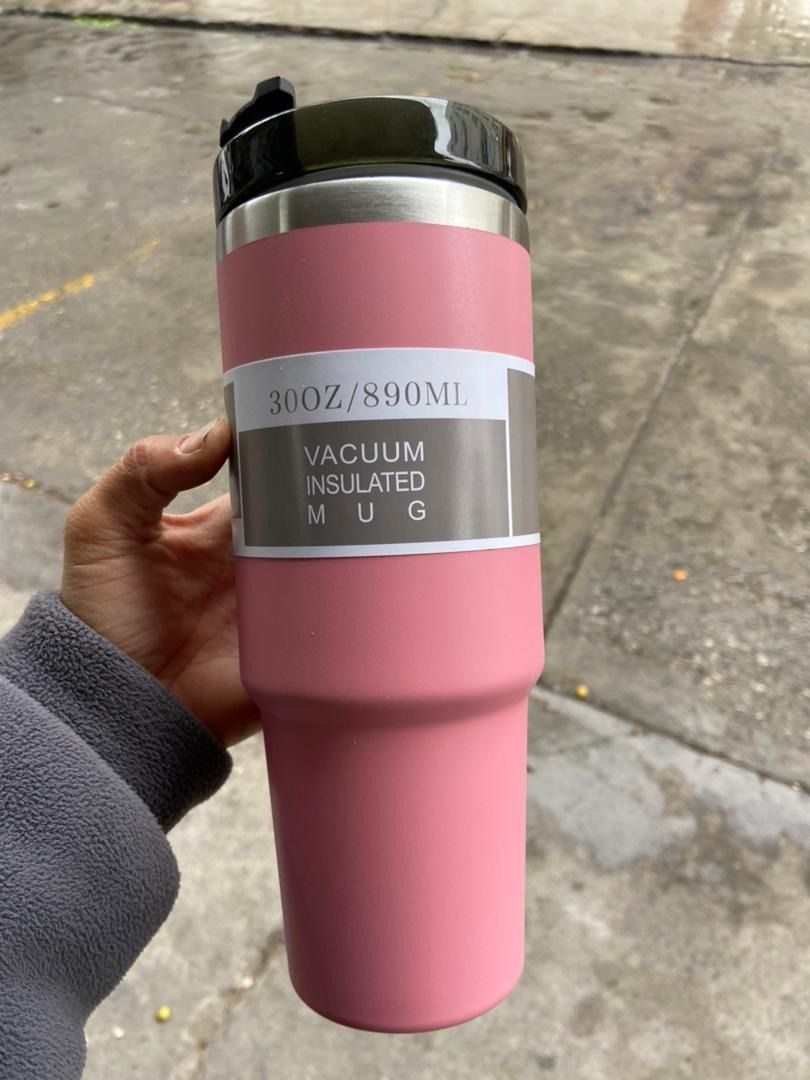 30OZ/890ML
VACUUM
INSULATED
MUG